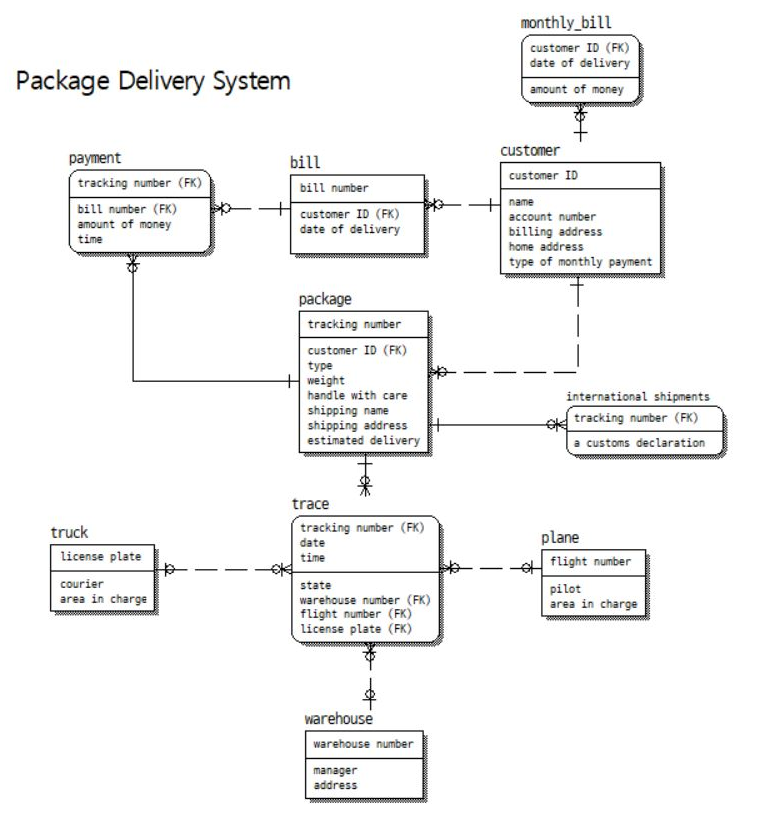 monthly_bill
customer ID (FK)
date of delivery
amount of money
Package Delivery System
payment
tracking number (FK)
bill number (FK)
amount of money
time
bill
bill number
customer ID (FK)
date of delivery
customer
customer ID
name
account number
billing address
home address
type of monthly payment
package
tracking number
customer ID (FK)
type
weight
handle with care
shipping name
shipping address
estimated delivery
international shipments
tracking number (FK)
a customs declaration
trace
tracking number (FK)
date
time
state
warehouse number (FK)
flight number (FK)
license plate (FK)
truck
license plate
courier
area in charge
plane
flight number
pilot
area in charge
warehouse
warehouse number
manager
address